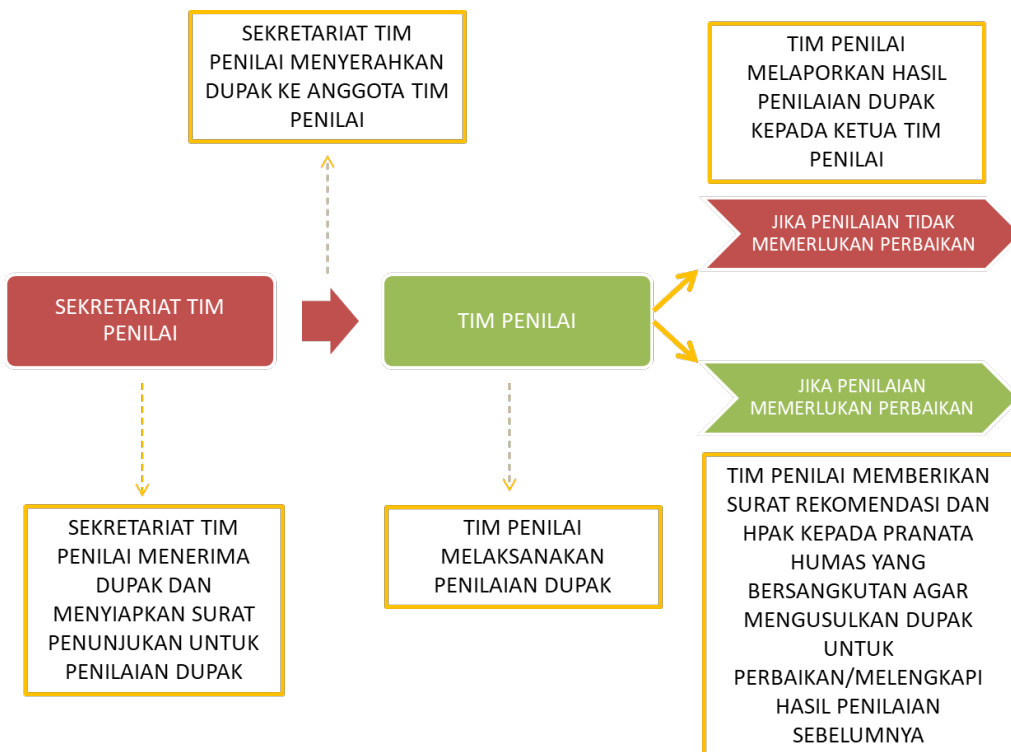 SEKRETARIAT TIM
PENILAI MENYERAHKAN
DUPAK KE ANGGOTA TIM
PENILAI
TIM PENILAI
MELAPORKAN HASIL
PENILAIAN DUPAK
KEPADA KETUA TIM
PENILAI
JIKA PENILAIAN TIDAK
MEMERLUKAN PERBAIKAN
SEKRETARIAT TIM
PENILAI
TIM PENILAI
JIKA PENILAIAN
MEMERLUKAN PERBAIKAN
SEKRETARIAT TIM
PENILAI MENERIMA
DUPAK DAN
MENYIAPKAN SURAT
PENUNJUKAN UNTUK
PENILAIAN DUPAK
TIM PENILAI
MELAKSANAKAN
PENILAIAN DUPAK
TIM PENILAI MEMBERIKAN
SURAT REKOMENDASI DAN
HPAK KEPADA PRANATA
HUMAS YANG
BERSANGKUTAN AGAR
MENGUSULKAN DUPAK
UNTUK
PERBAIKAN/MELENGKAPI
HASIL PENILAIAN
SEBELUMNYA